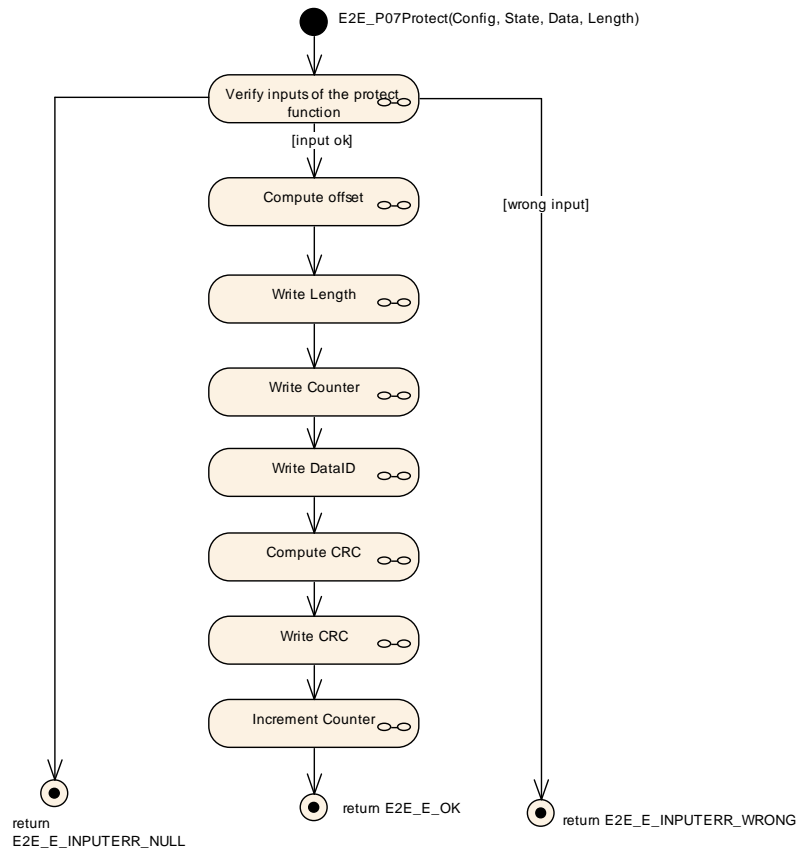 E2E_P07Protect(Config, State, Data, Length)
Verify inputs of the protect
function
[input ok]
Compute offset
[wrong input]
Write Length
Write Counter
Write DataID
Compute CRC
Write CRC
Increment Counter
return
E2E_E_INPUTERR_NULL
return E2E_E_OK
return E2E_E_INPUTERR_WRONG